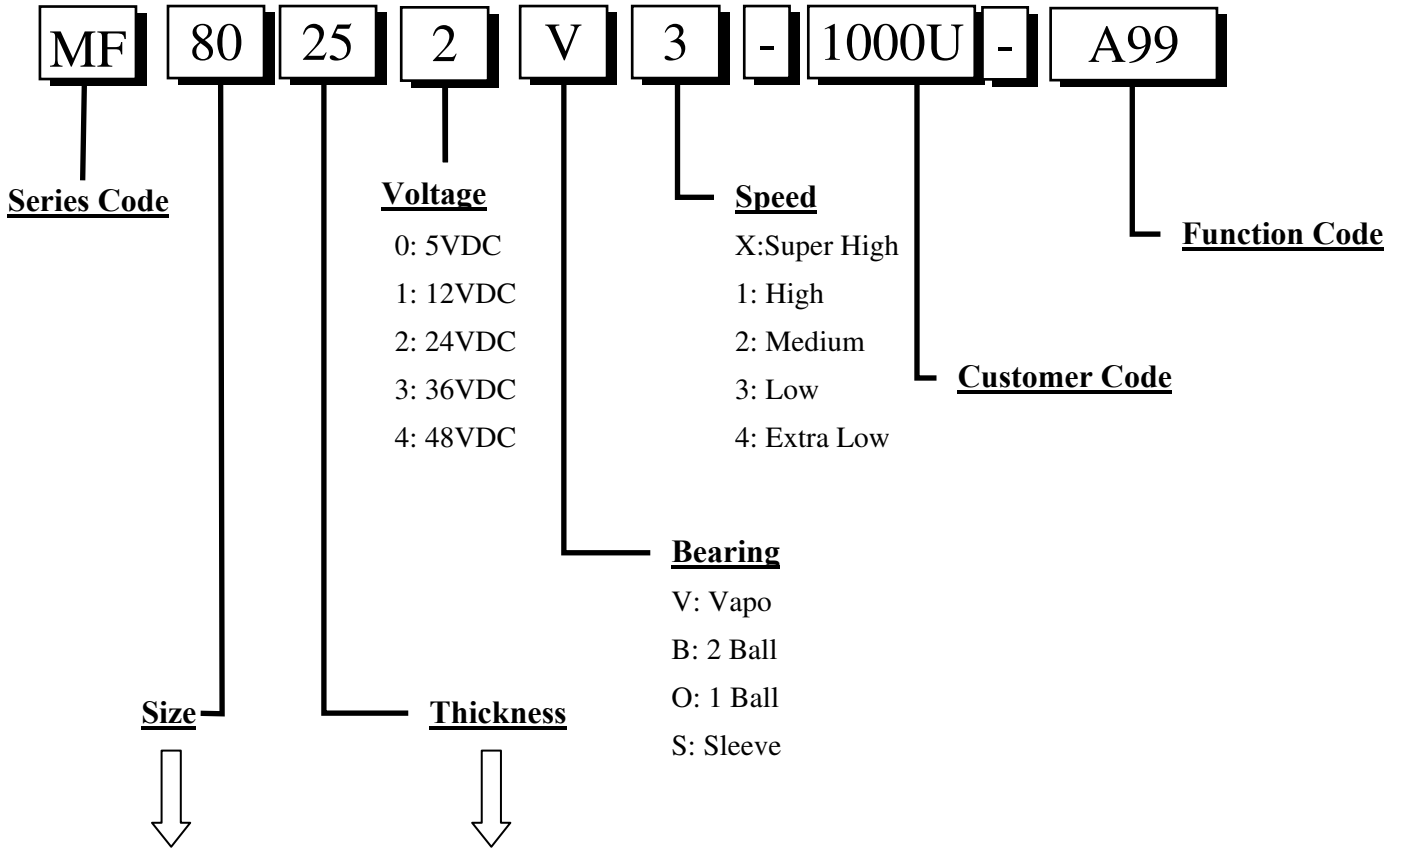 MF 80 25 2 V 3 - 1000U - A99
Series Code
Voltage
0: 5VDC
1: 12VDC
2: 24VDC
3: 36VDC
4: 48VDC
Speed
X:Super High
1: High
2: Medium
3: Low
4: Extra Low
Function Code
Customer Code
Bearing
V: Vapo
B: 2 Ball
O: 1 Ball
S: Sleeve
Size
Thickness